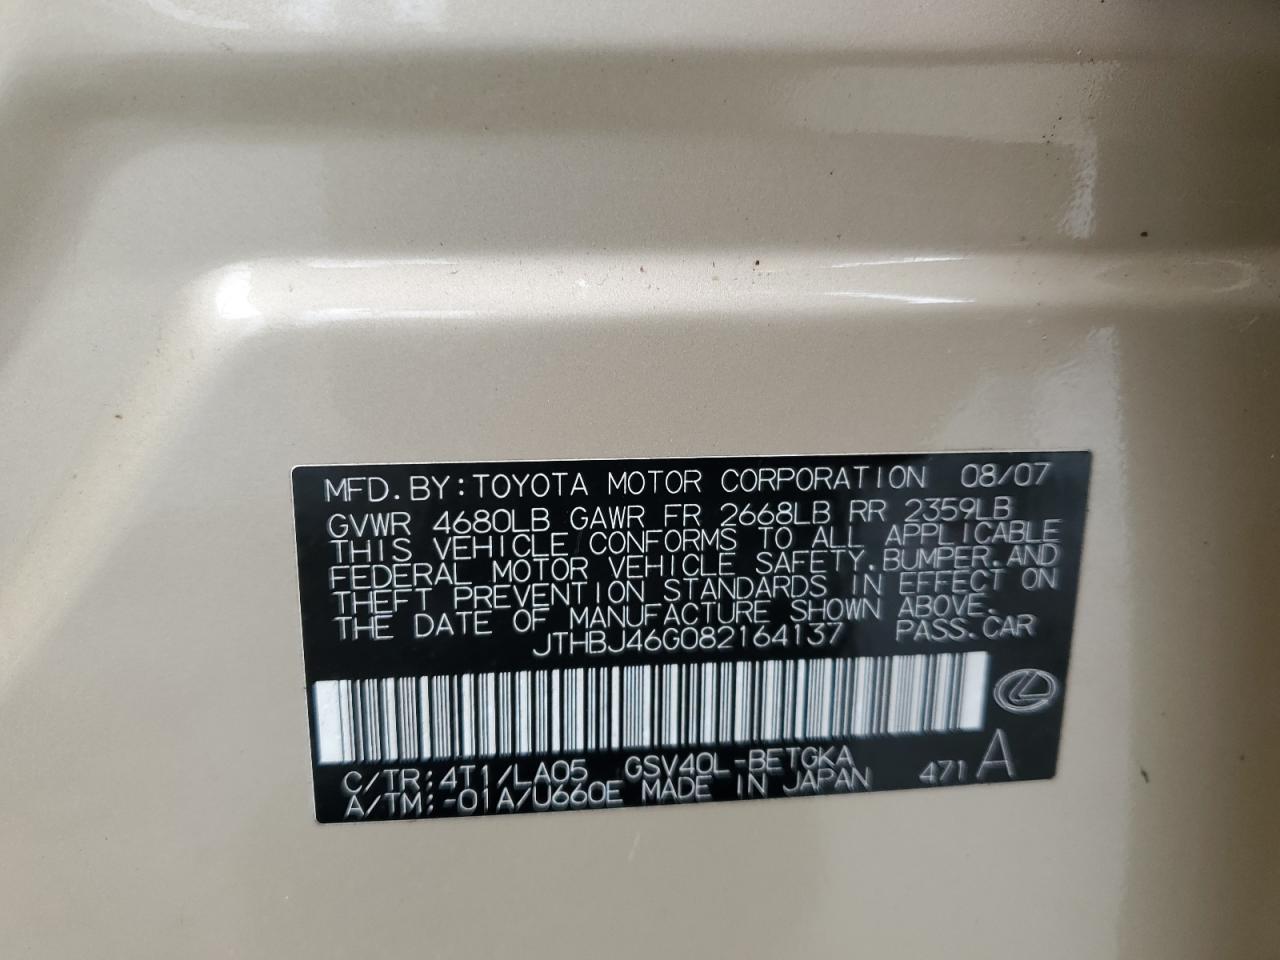 MFD.BY:TOYOTA MOTOR CORPORATION 08/07
GVWR 4680LB GAWR FR 2668LB RR 2359LB
THIS VEHICLE CONFORMS TO ALL APPLICABLE
FEDERAL MOTOR VEHICLE SAFETY,BUMPER,AND
THEFT PREVENTION STANDARDS IN EFFECT ON
THE DATE OF MANUFACTURE SHOWN ABOVE.
JTHBJ46G082164137 PASS.CAR
C/TR:4T1/LA05 GSV40L-BETGKA 471 A
A/TM:-01A/U660E MADE IN JAPAN